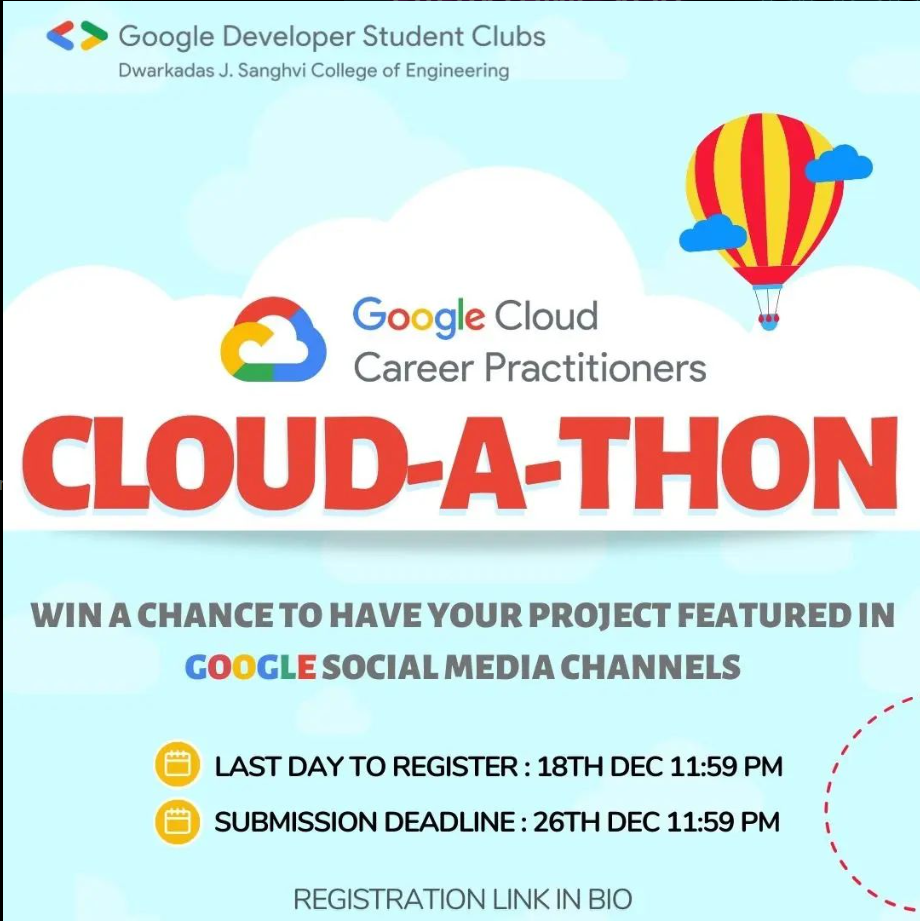 Google Developer Student Clubs
Dwarkadas J. Sanghvi College of Engineering
Google Cloud
Career Practitioners
CLOUD-A-THON
WIN A CHANCE TO HAVE YOUR PROJECT FEATURED IN
GOOGLE SOCIAL MEDIA CHANNELS
LAST DAY TO REGISTER : 18TH DEC 11:59 PM
SUBMISSION DEADLINE : 26TH DEC 11:59 PM
REGISTRATION LINK IN BIO